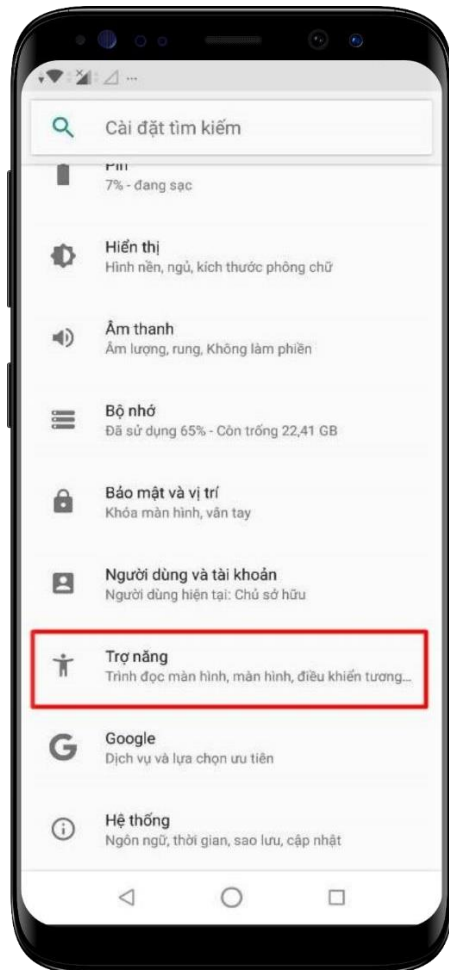 Cài đặt tìm kiếm
Pin
7% - đang sạc
Hiển thị
Hình nền, ngủ, kích thước phông chữ
Âm thanh
Âm lượng, rung, Không làm phiền
Bộ nhớ
Đã sử dụng 65% - Còn trống 22,41 GB
Bảo mật và vị trí
Khóa màn hình, vân tay
Người dùng và tài khoản
Người dùng hiện tại: Chủ sở hữu
Trợ năng
Trình đọc màn hình, màn hình, điều khiển tương...
Google
Dịch vụ và lựa chọn ưu tiên
Hệ thống
Ngôn ngữ, thời gian, sao lưu, cập nhật